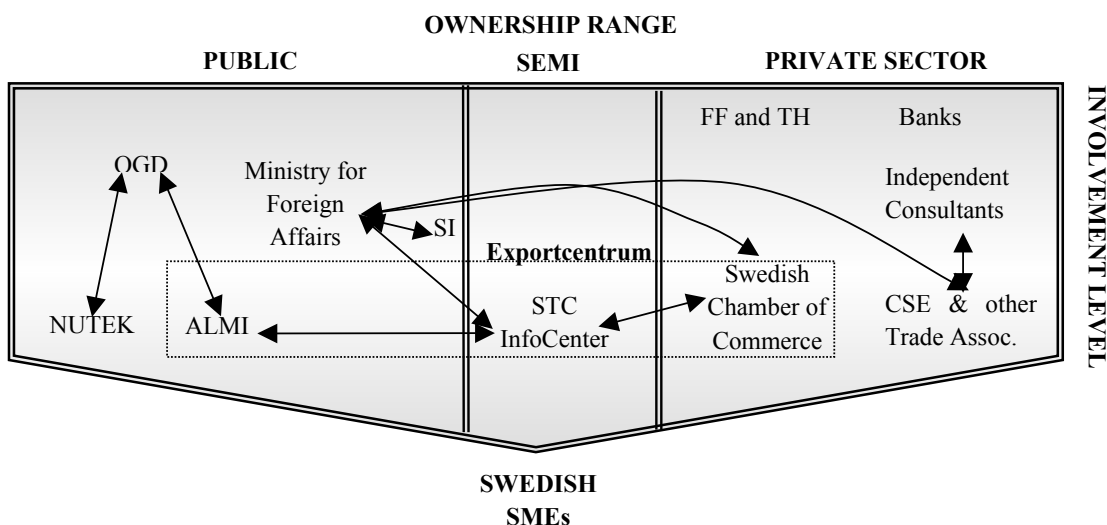 OWNERSHIP RANGE
PUBLIC SEMI PRIVATE SECTOR
INVOLVEMENT LEVEL
FF and TH Banks
OGD
Ministry for
Foreign
Affairs
SI
Independent
Consultants
Exportcentrum
NUTEK
ALMI
STC
InfoCenter
Swedish
Chamber of
Commerce
CSE & other
Trade Assoc.
SWEDISH
SMEs